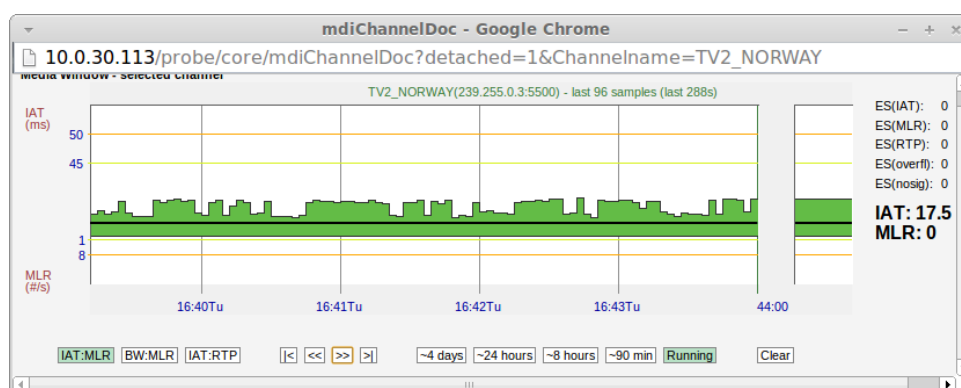 mdiChannelDoc - Google Chrome
10.0.30.113/probe/core/mdiChannelDoc?detached=1&Channelname=TV2_NORWAY
Media Window - selected channel
TV2_NORWAY(239.255.0.3:5500) - last 96 samples (last 288s)
IAT
(ms)
50
45
1
8
MLR
(#/s)
16:40Tu 16:41Tu 16:42Tu 16:43Tu 44:00
ES(IAT): 0
ES(MLR): 0
ES(RTP): 0
ES(overfl): 0
ES(nosig): 0
IAT: 17.5
MLR: 0
IAT:MLR BW:MLR IAT:RTP |< << >> >| ~4 days ~24 hours ~8 hours ~90 min Running Clear